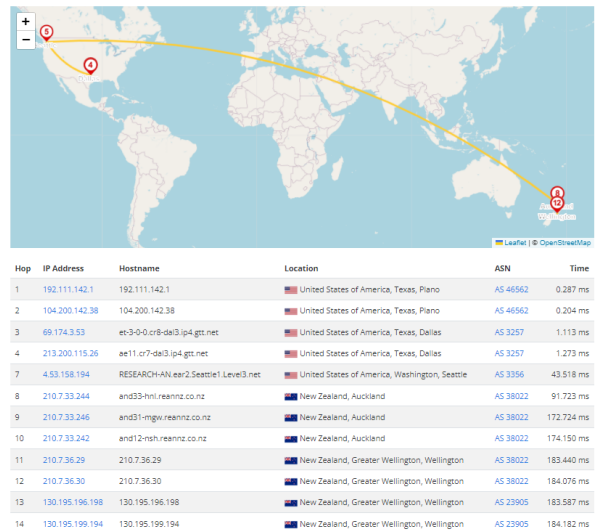 +
−
5
4
8
12
Wellington
Leaflet | © OpenStreetMap
Hop IP Address Hostname Location ASN Time
1 192.111.142.1 192.111.142.1 United States of America, Texas, Plano AS 46562 0.287 ms
2 104.200.142.38 104.200.142.38 United States of America, Texas, Plano AS 46562 0.204 ms
3 69.174.3.53 et-3-0-0.cr8-dal3.ip4.gtt.net United States of America, Texas, Dallas AS 3257 1.113 ms
4 213.200.115.26 ae11.cr7-dal3.ip4.gtt.net United States of America, Texas, Dallas AS 3257 1.273 ms
7 4.53.158.194 RESEARCH-AN.ear2.Seattle1.Level3.net United States of America, Washington, Seattle AS 3356 43.518 ms
8 210.7.33.244 and33-hnl.reannz.co.nz New Zealand, Auckland AS 38022 91.723 ms
9 210.7.33.246 and31-mgw.reannz.co.nz New Zealand, Auckland AS 38022 172.724 ms
10 210.7.33.242 and12-nsh.reannz.co.nz New Zealand, Auckland AS 38022 174.150 ms
11 210.7.36.29 210.7.36.29 New Zealand, Greater Wellington, Wellington AS 38022 183.440 ms
12 210.7.36.30 210.7.36.30 New Zealand, Greater Wellington, Wellington AS 38022 184.076 ms
13 130.195.196.198 130.195.196.198 New Zealand, Greater Wellington, Wellington AS 23905 183.587 ms
14 130.195.199.194 130.195.199.194 New Zealand, Greater Wellington, Wellington AS 23905 184.182 ms